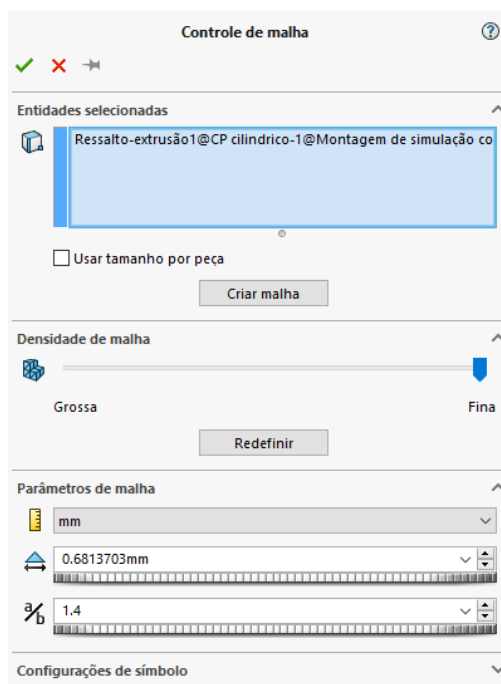 Controle de malha
Entidades selecionadas
Ressalto-extrusão1@CP cilindrico-1@Montagem de simulação co
Usar tamanho por peça
Criar malha
Densidade de malha
Grossa
Fina
Redefinir
Parâmetros de malha
mm
0.6813703mm
a/b
1.4
Configurações de símbolo